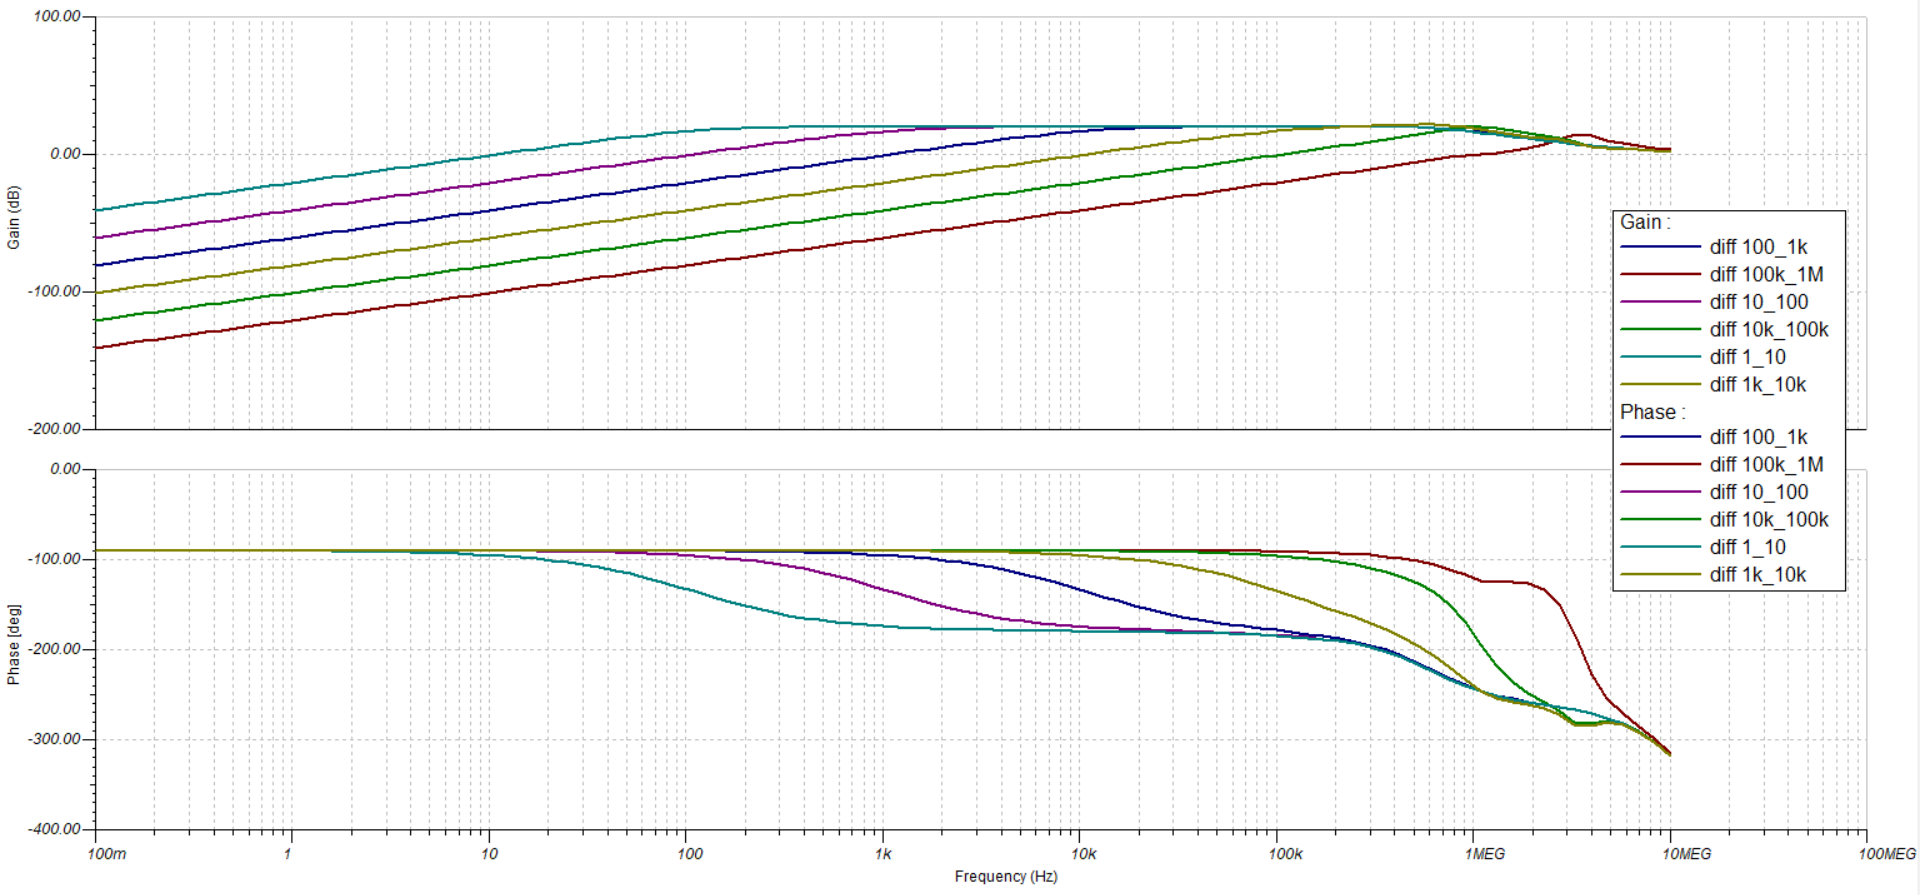 100.00
0.00
-100.00
-200.00
Gain (dB)
Gain :
diff 100_1k
diff 100k_1M
diff 10_100
diff 10k_100k
diff 1_10
diff 1k_10k
Phase :
diff 100_1k
diff 100k_1M
diff 10_100
diff 10k_100k
diff 1_10
diff 1k_10k
0.00
-100.00
-200.00
-300.00
-400.00
Phase [deg]
100m 1 10 100 1k 10k 100k 1MEG 10MEG 100MEG
Frequency (Hz)